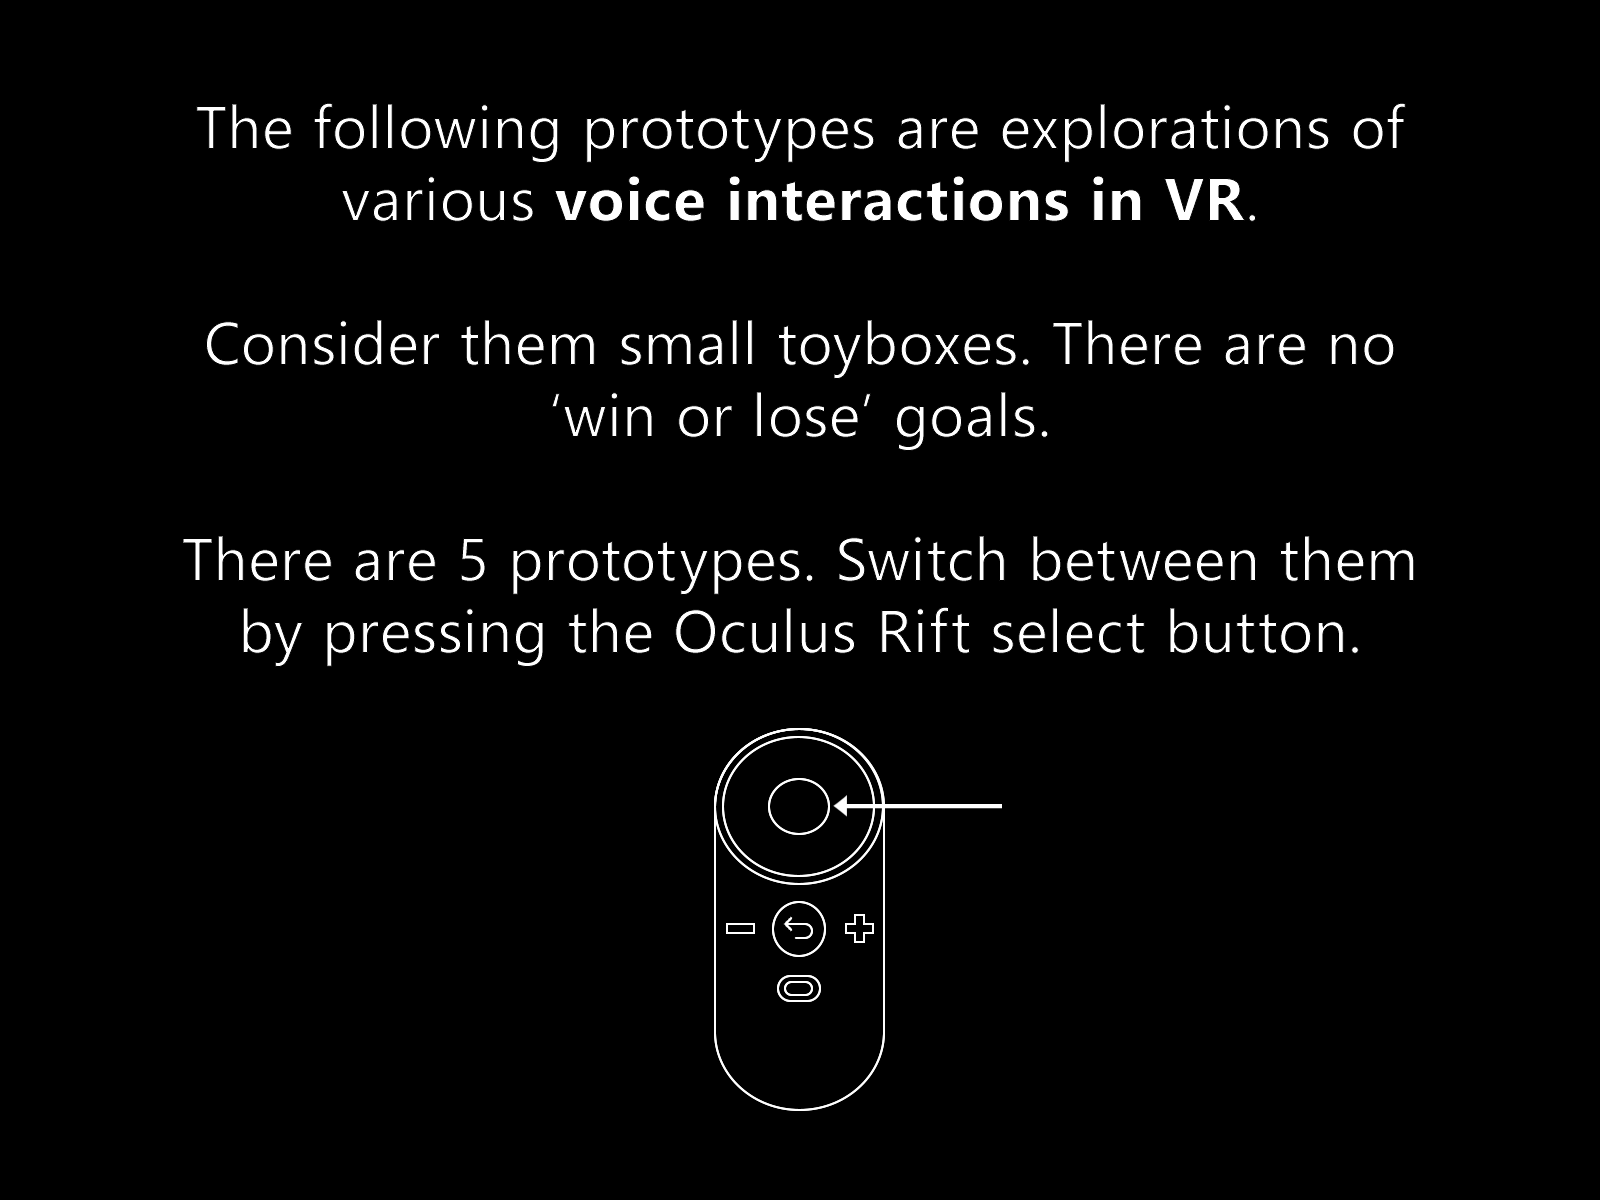 The following prototypes are explorations of
various voice interactions in VR.
Consider them small toyboxes. There are no
‘win or lose’ goals.
There are 5 prototypes. Switch between them
by pressing the Oculus Rift select button.